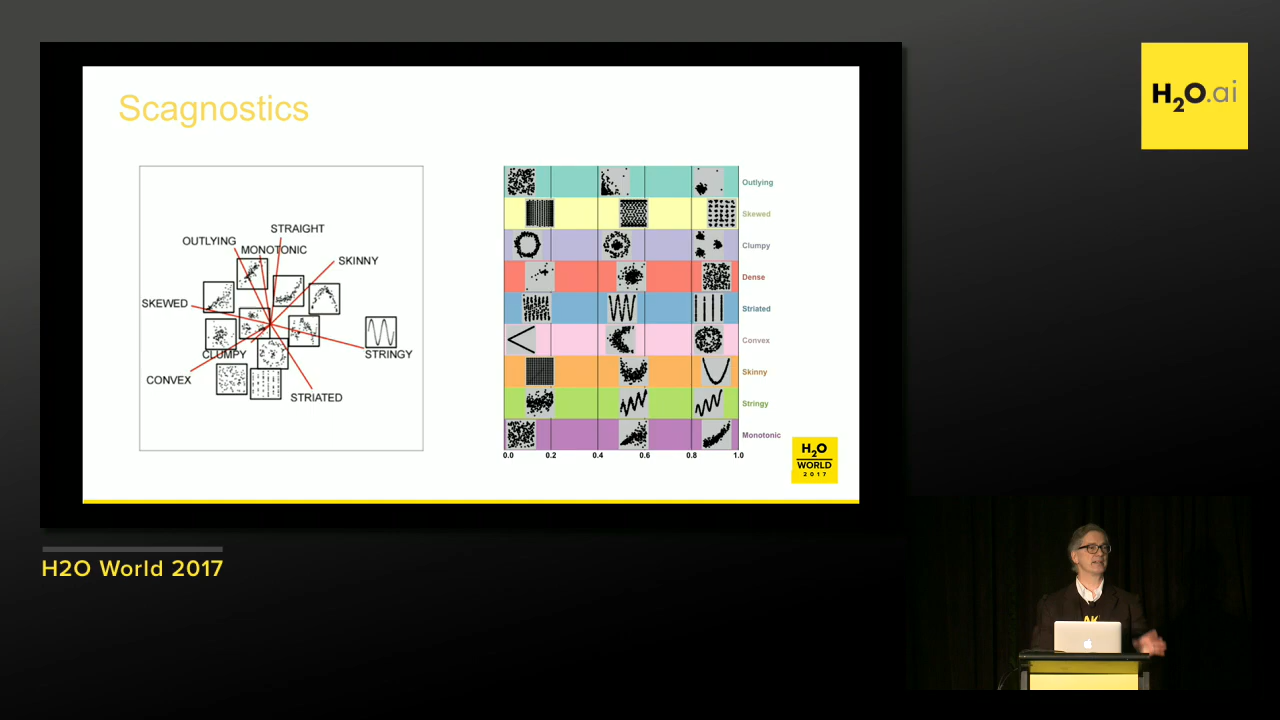 Scagnostics
STRAIGHT
OUTLYING
MONOTONIC
SKINNY
SKEWED
CLUMPY
STRINGY
CONVEX
STRIATED
Outlying
Skewed
Clumpy
Dense
Striated
Convex
Skinny
Stringy
Monotonic
0.0 0.2 0.4 0.6 0.8 1.0
H2O
WORLD
2017
H2O.ai
H2O World 2017